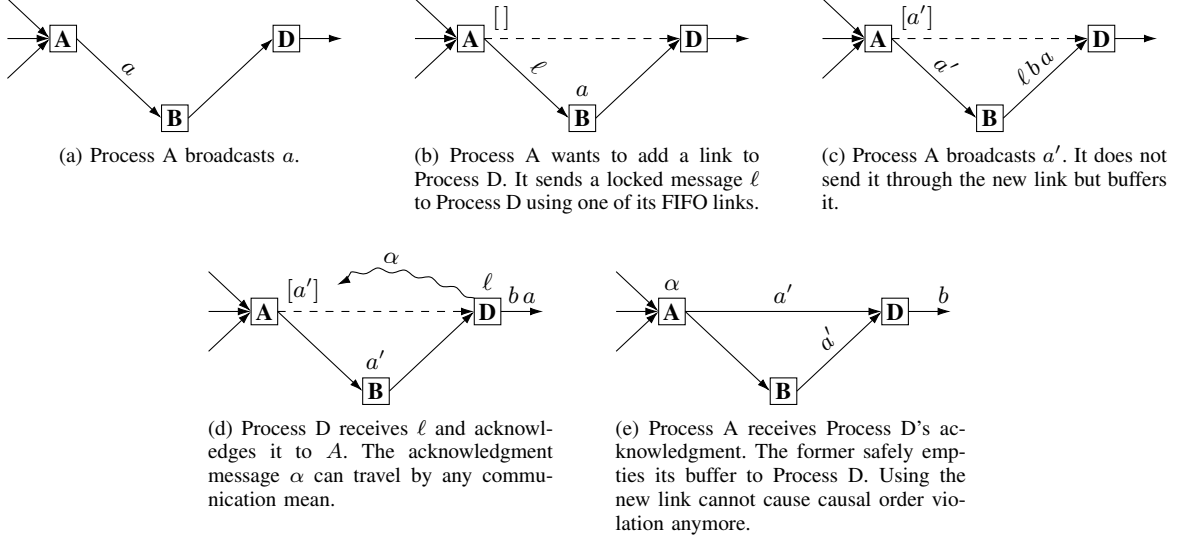 A
D
a
B
(a) Process A broadcasts a.
[ ]
A
D
ℓ
a
B
(b) Process A wants to add a link to
Process D. It sends a locked message ℓ
to Process D using one of its FIFO links.
[a′]
A
D
a′
ℓ b a
B
(c) Process A broadcasts a′. It does not
send it through the new link but buffers
it.
α
[a′]
ℓ
b a
A
D
a′
B
(d) Process D receives ℓ and acknowl-
edges it to A. The acknowledgment
message α can travel by any commu-
nication mean.
α
a′
b
A
D
a′
B
(e) Process A receives Process D's ac-
knowledgment. The former safely emp-
ties its buffer to Process D. Using the
new link cannot cause causal order vio-
lation anymore.